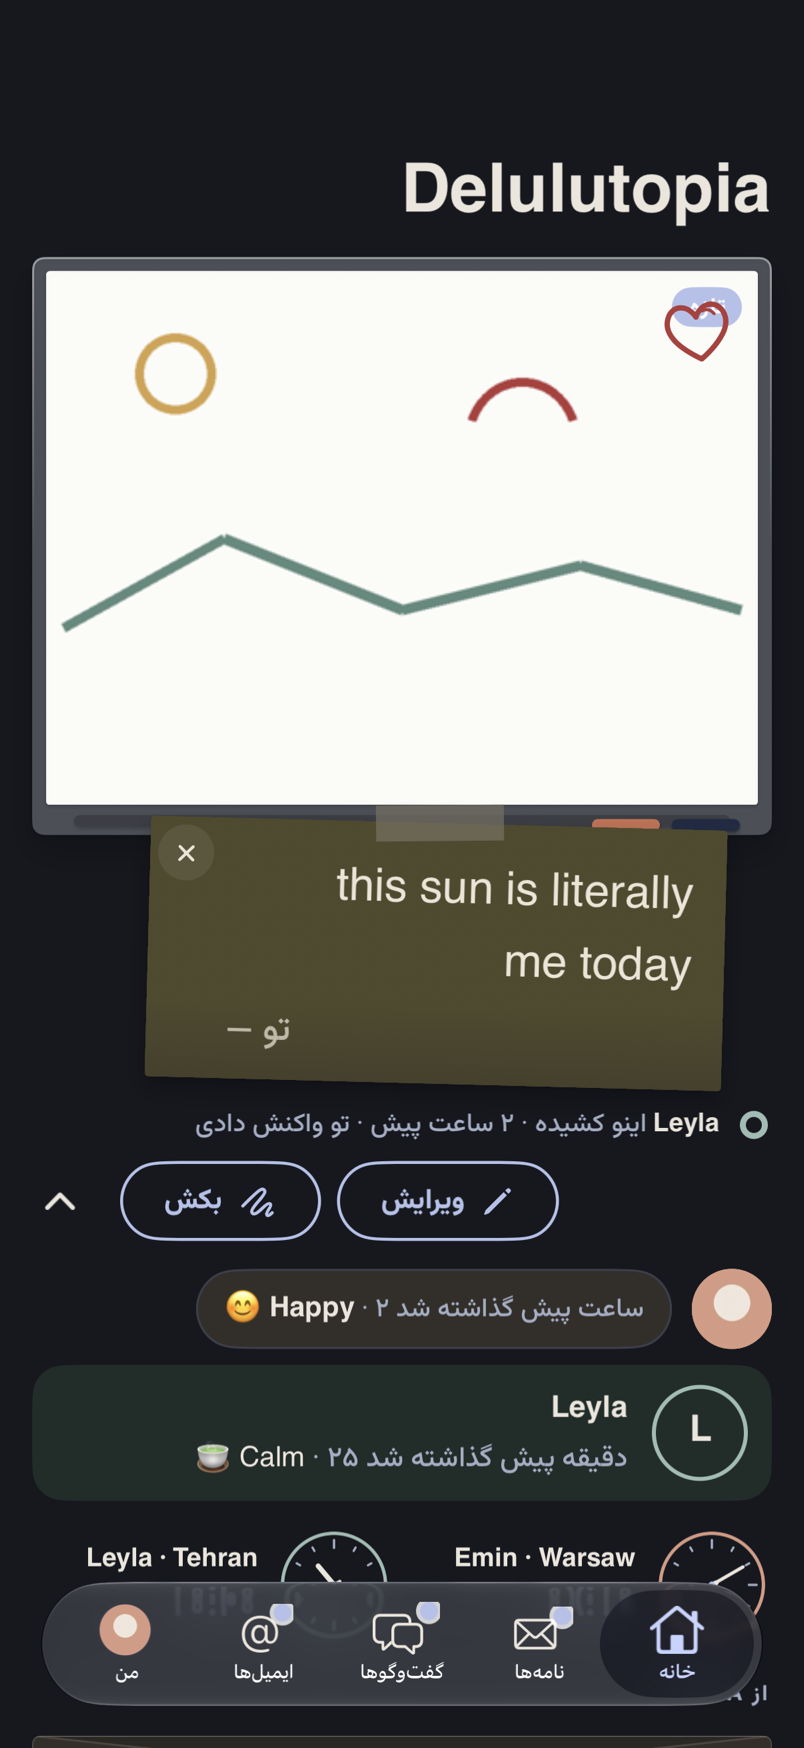 Delulutopia
this sun is literally
me today
— تو
Leyla اینو کشیده · ۲ ساعت پیش · تو واکنش دادی
ویرایش
بکش
😊 Happy · ۲ ساعت پیش گذاشته شد
L
Leyla
🍵 Calm · ۲۵ دقیقه پیش گذاشته شد
Emin · Warsaw
Leyla · Tehran
از
خانه
نامه‌ها
گفت‌وگوها
@
ایمیل‌ها
من